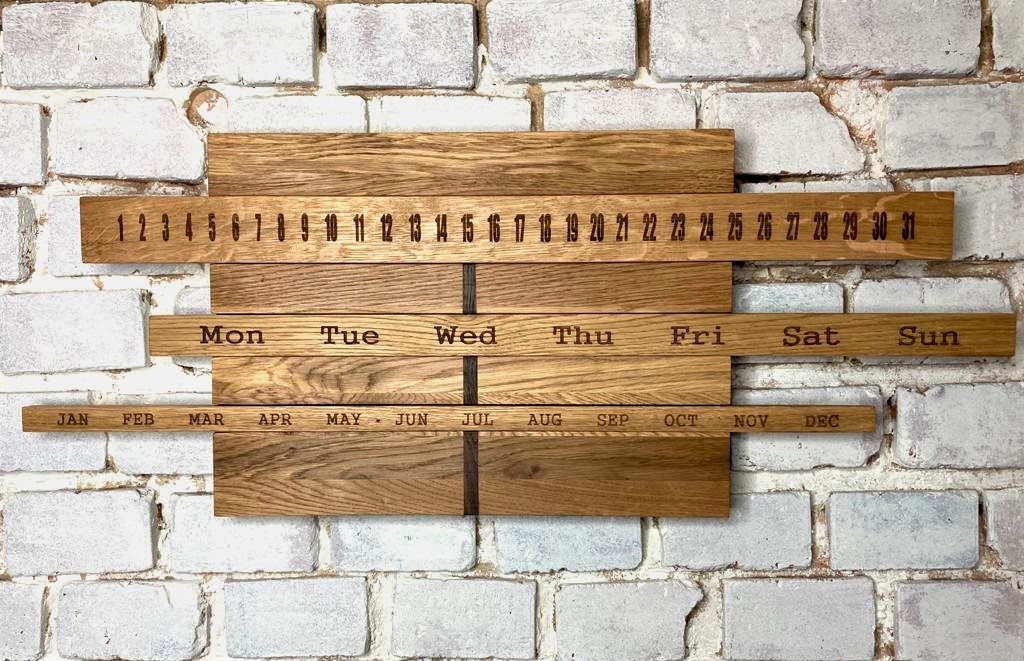 1 2 3 4 5 6 7 8 9 10 11 12 13 14 15 16 17 18 19 20 21 22 23 24 25 26 27 28 29 30 31
Mon Tue Wed Thu Fri Sat Sun
JAN FEB MAR APR MAY JUN JUL AUG SEP OCT NOV DEC